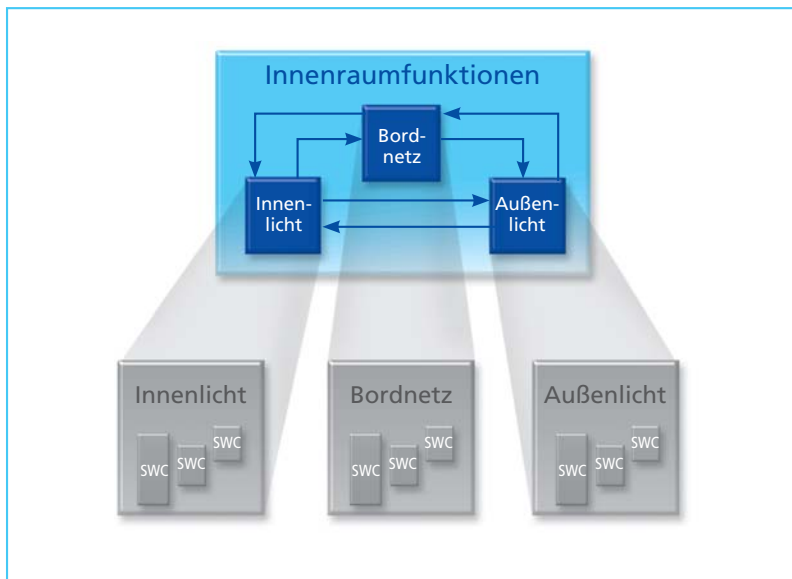 Innenraumfunktionen
Bord-
netz
Innen-
licht
Außen-
licht
Innenlicht
SWC
SWC
SWC
Bordnetz
SWC
SWC
SWC
Außenlicht
SWC
SWC
SWC